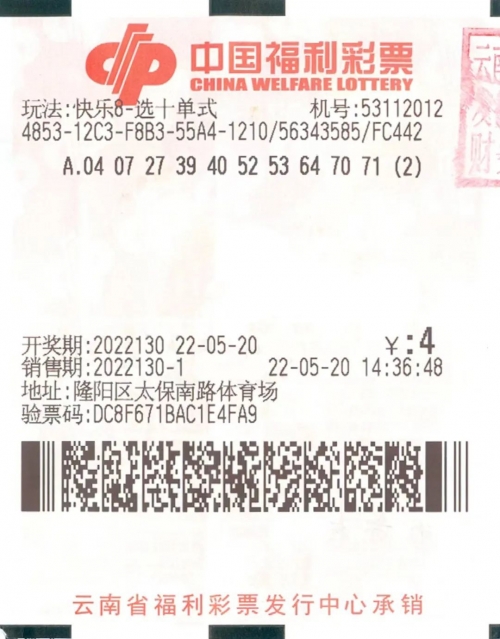 中国福利彩票
CHINA WELFARE LOTTERY
玩法:快乐8-选十单式 机号:53112012
4853-12C3-F8B3-55A4-1210/56343585/FC442
A.04 07 27 39 40 52 53 64 70 71 (2)
开奖期:2022130 22-05-20 ¥:4
销售期:2022130-1 22-05-20 14:36:48
地址:隆阳区太保南路体育场
验票码:DC8F671BAC1E4FA9
云南省福利彩票发行中心承销
云南
财